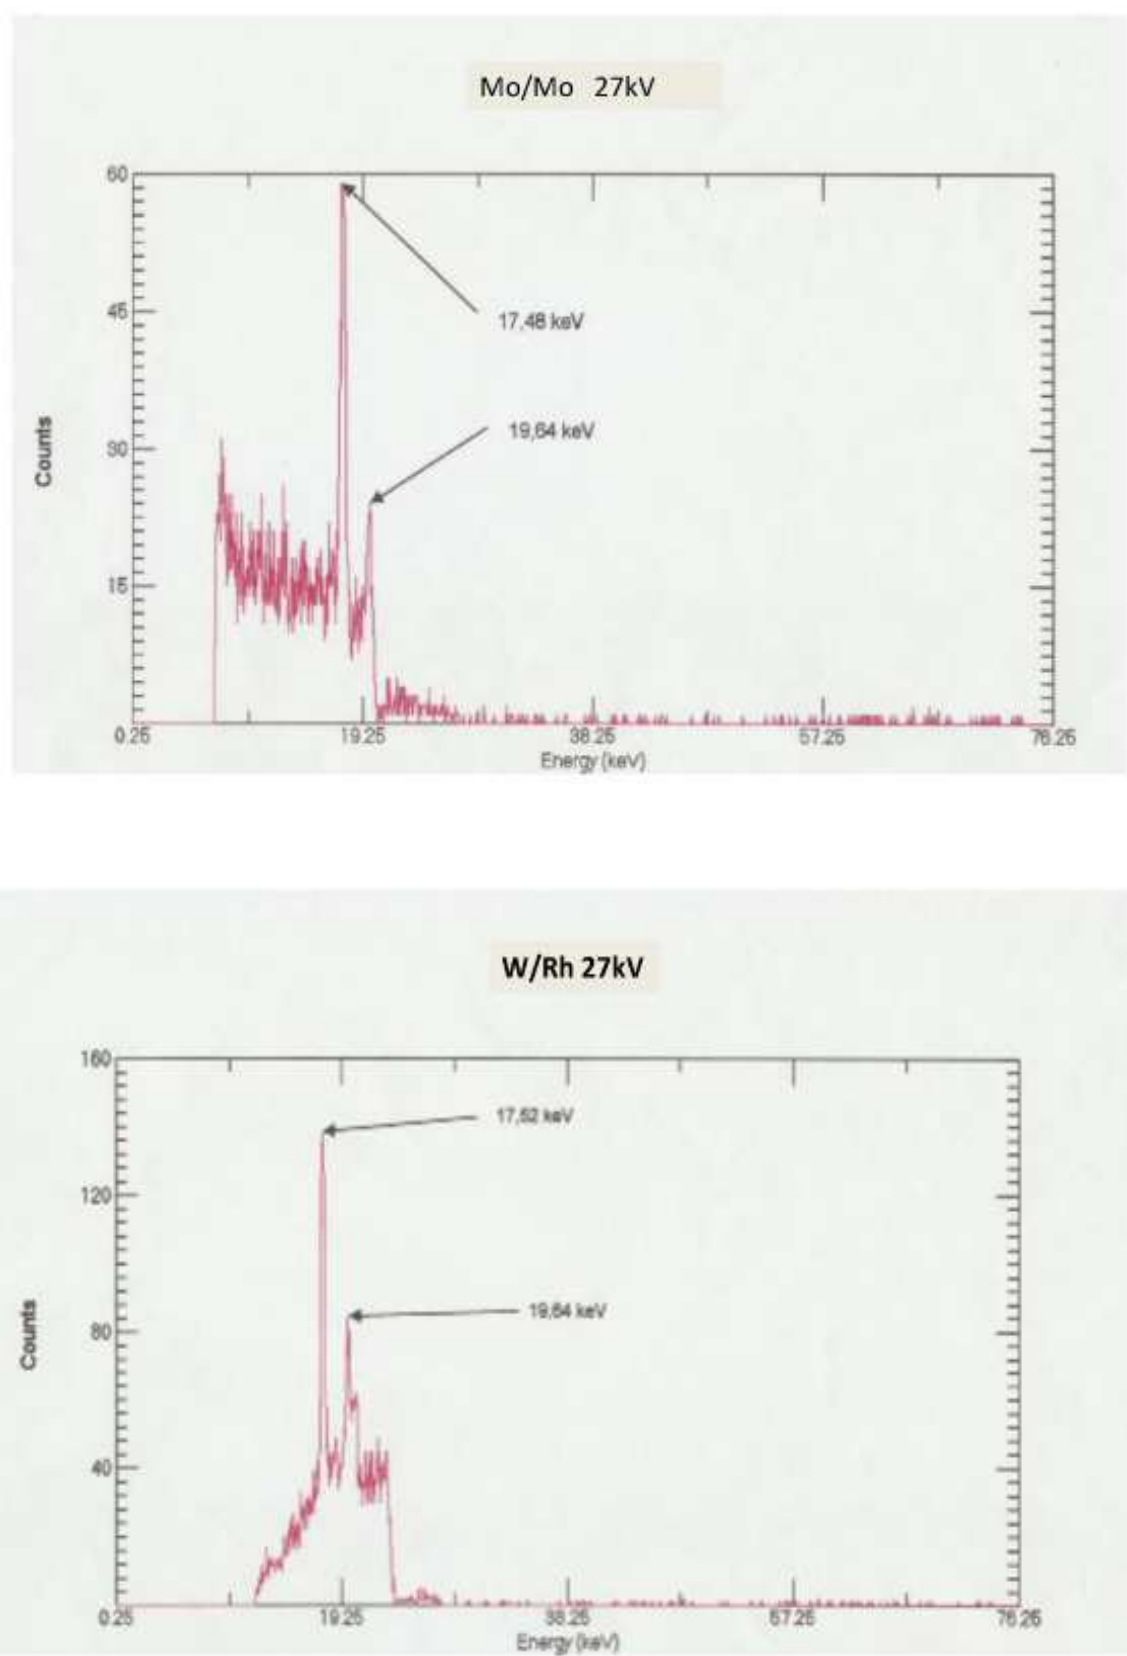 Mo/Mo 27kV
60
17,48 keV
45
19,64 keV
30
15
0
0.25 19.25 38.25 57.25 76.25
Counts
Energy (keV)
W/Rh 27kV
160
17,52 keV
120
19,64 keV
80
40
0.25 19.25 38.25 57.25 76.25
Counts
Energy (keV)